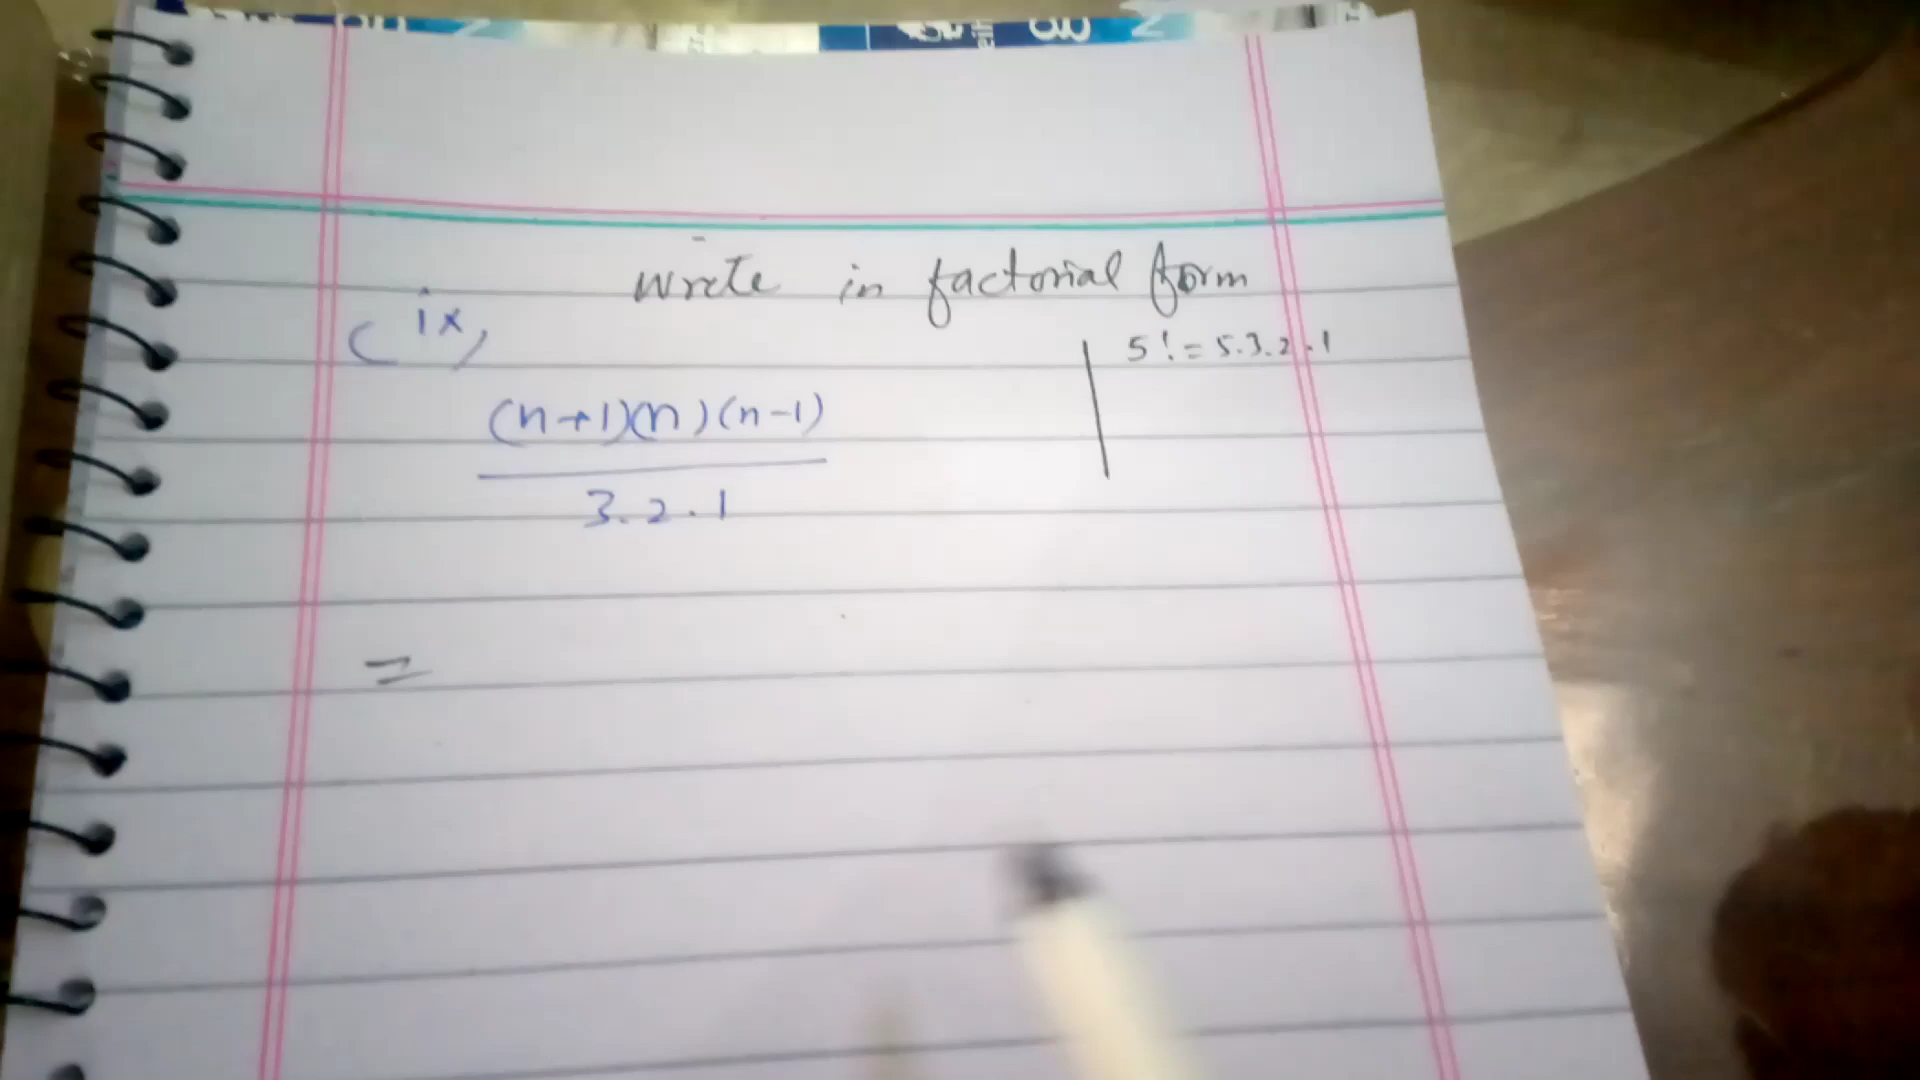 write in factorial form
(ix)
5! = 5.3.2.1
(n+1)(n)(n-1)
3.2.1
=